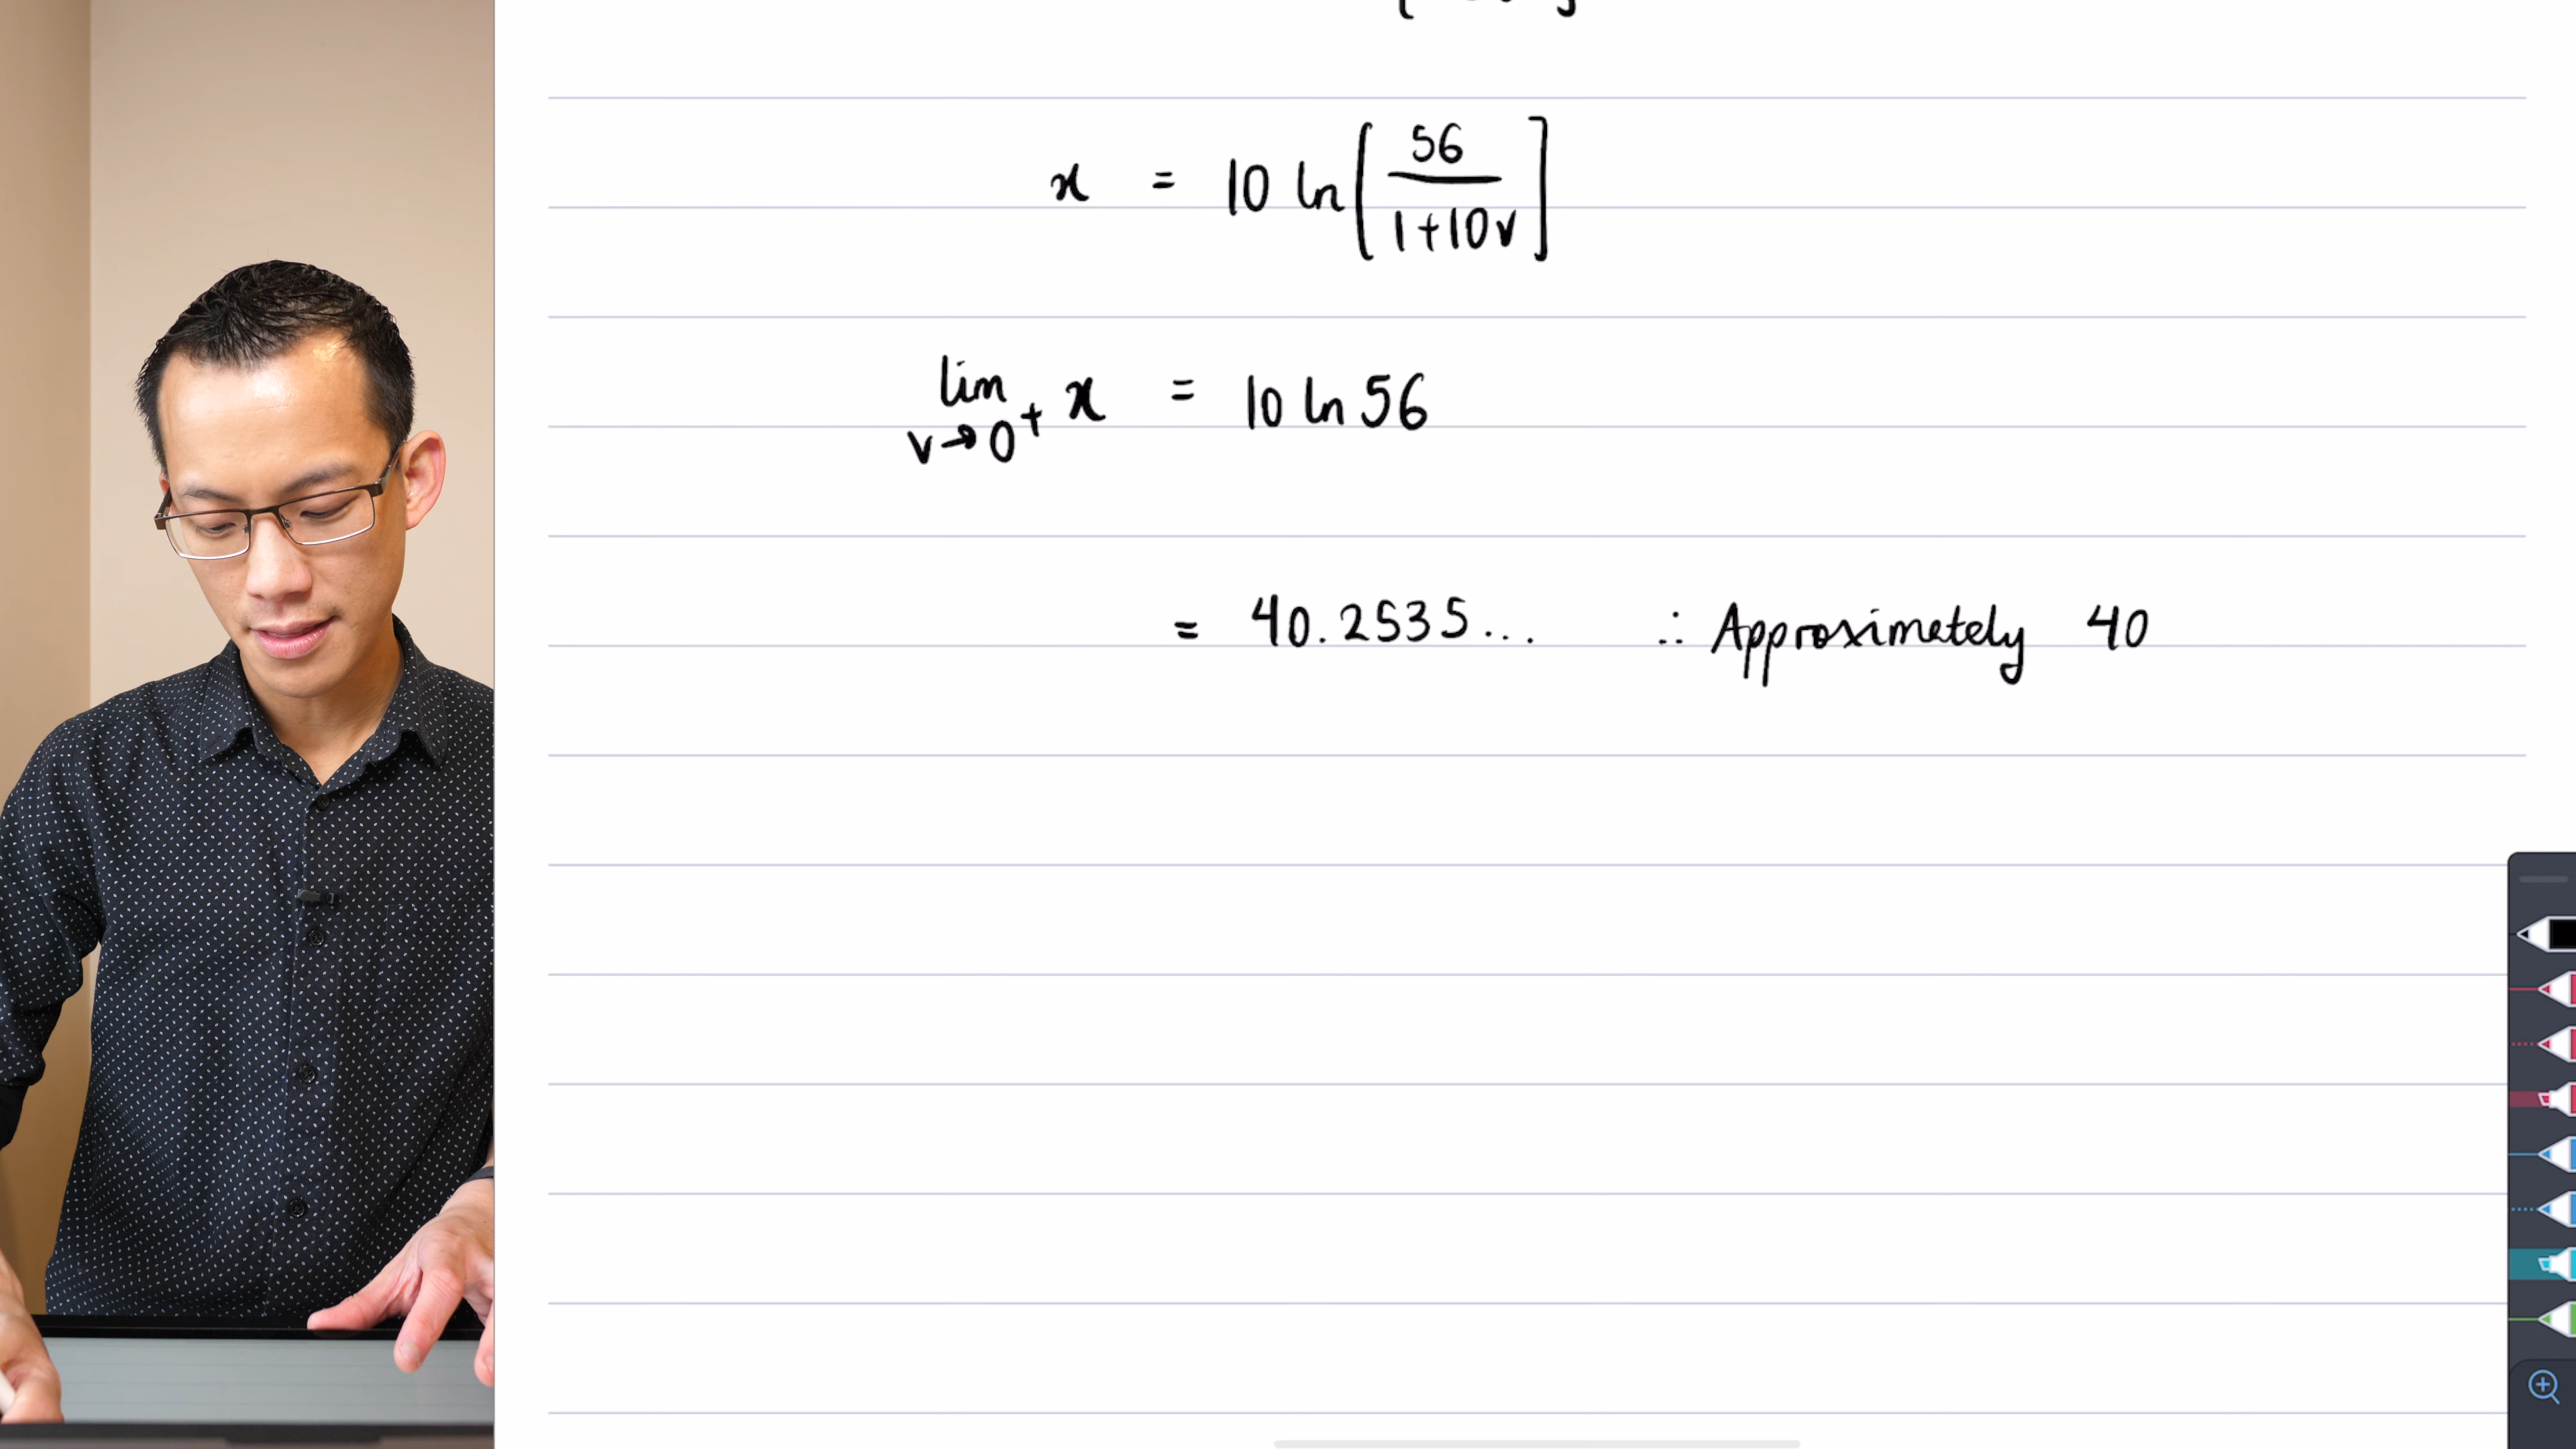 x = 10 ln [ 56 / 1+10v ]
lim v→0⁺ x = 10 ln 56
= 40.2535... ∴ Approximately 40